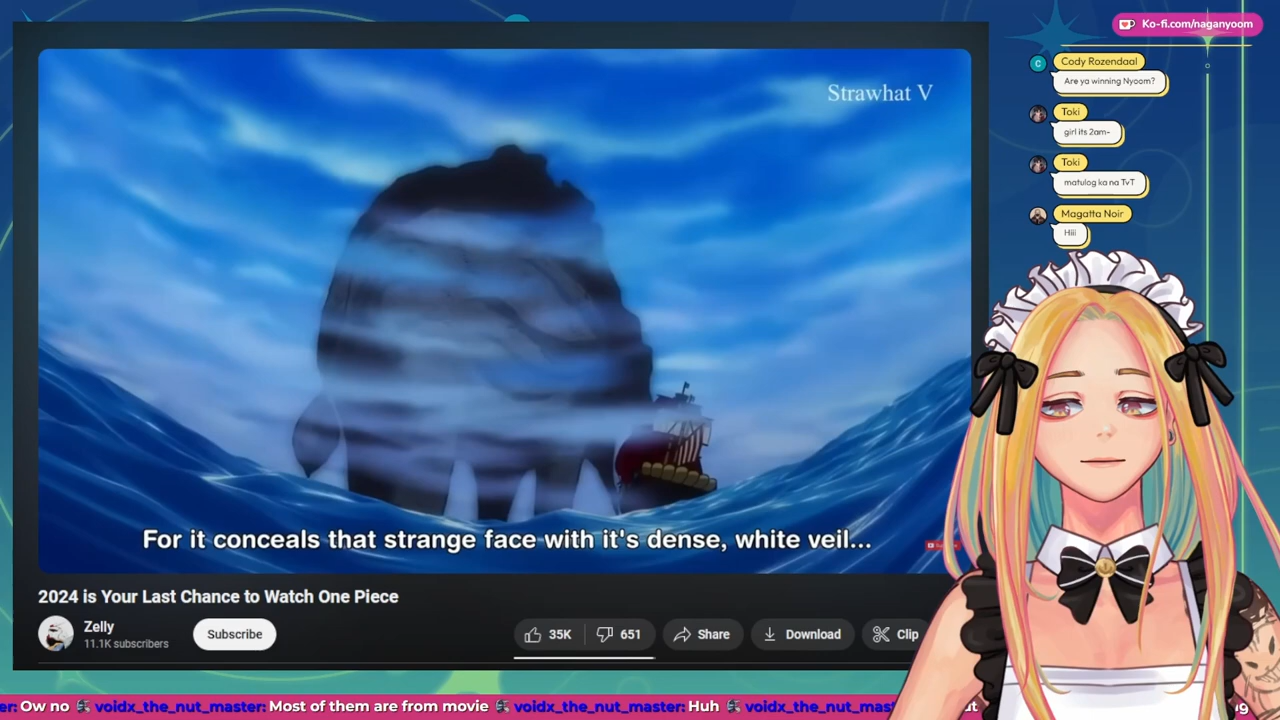 Ko-fi.com/naganyoom
Strawhat V
Cody Rozendaal
Are ya winning Nyoom?
Toki
girl its 2am~
Toki
matulog ka na TvT
Magatta Noir
Hiii
For it conceals that strange face with it's dense, white veil...
2024 is Your Last Chance to Watch One Piece
C
Zelly
11.1K subscribers
Subscribe
35K
651
Share
Download
Clip
er: Ow no voidx_the_nut_master: Most of them are from movie voidx_the_nut_master: Huh voidx_the_nut_mas